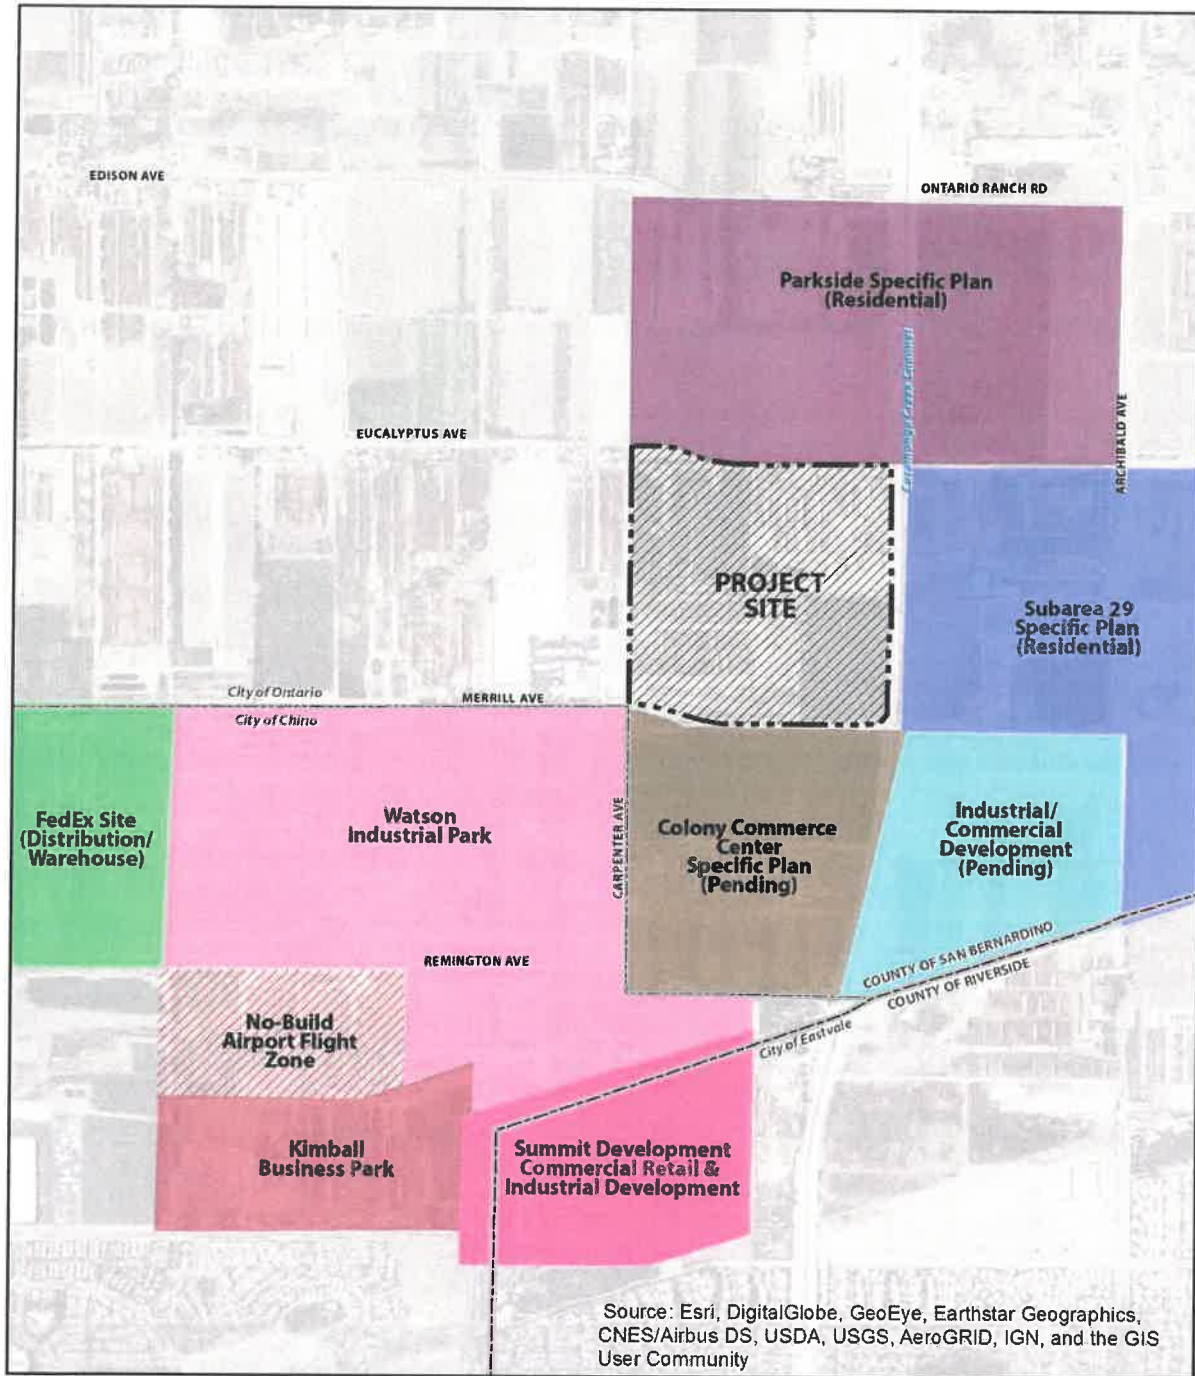 EDISON AVE
ONTARIO RANCH RD
Parkside Specific Plan
(Residential)
Cucamonga Creek Channel
ARCHIBALD AVE
EUCALYPTUS AVE
PROJECT
SITE
Subarea 29
Specific Plan
(Residential)
City of Ontario
MERRILL AVE
City of Chino
FedEx Site
(Distribution/
Warehouse)
Watson
Industrial Park
CARPENTER AVE
Colony Commerce
Center
Specific Plan
(Pending)
Industrial/
Commercial
Development
(Pending)
REMINGTON AVE
COUNTY OF SAN BERNARDINO
COUNTY OF RIVERSIDE
City of Eastvale
No-Build
Airport Flight
Zone
Kimball
Business Park
Summit Development
Commercial Retail &
Industrial Development
Source: Esri, DigitalGlobe, GeoEye, Earthstar Geographics,
CNES/Airbus DS, USDA, USGS, AeroGRID, IGN, and the GIS
User Community